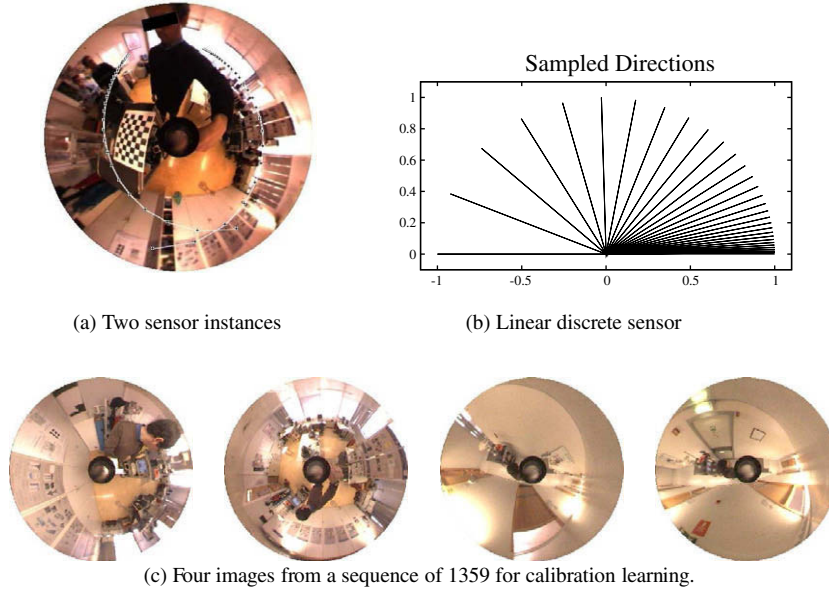 Sampled Directions
1
0.8
0.6
0.4
0.2
0
-1
-0.5
0
0.5
1
(a) Two sensor instances
(b) Linear discrete sensor
(c) Four images from a sequence of 1359 for calibration learning.